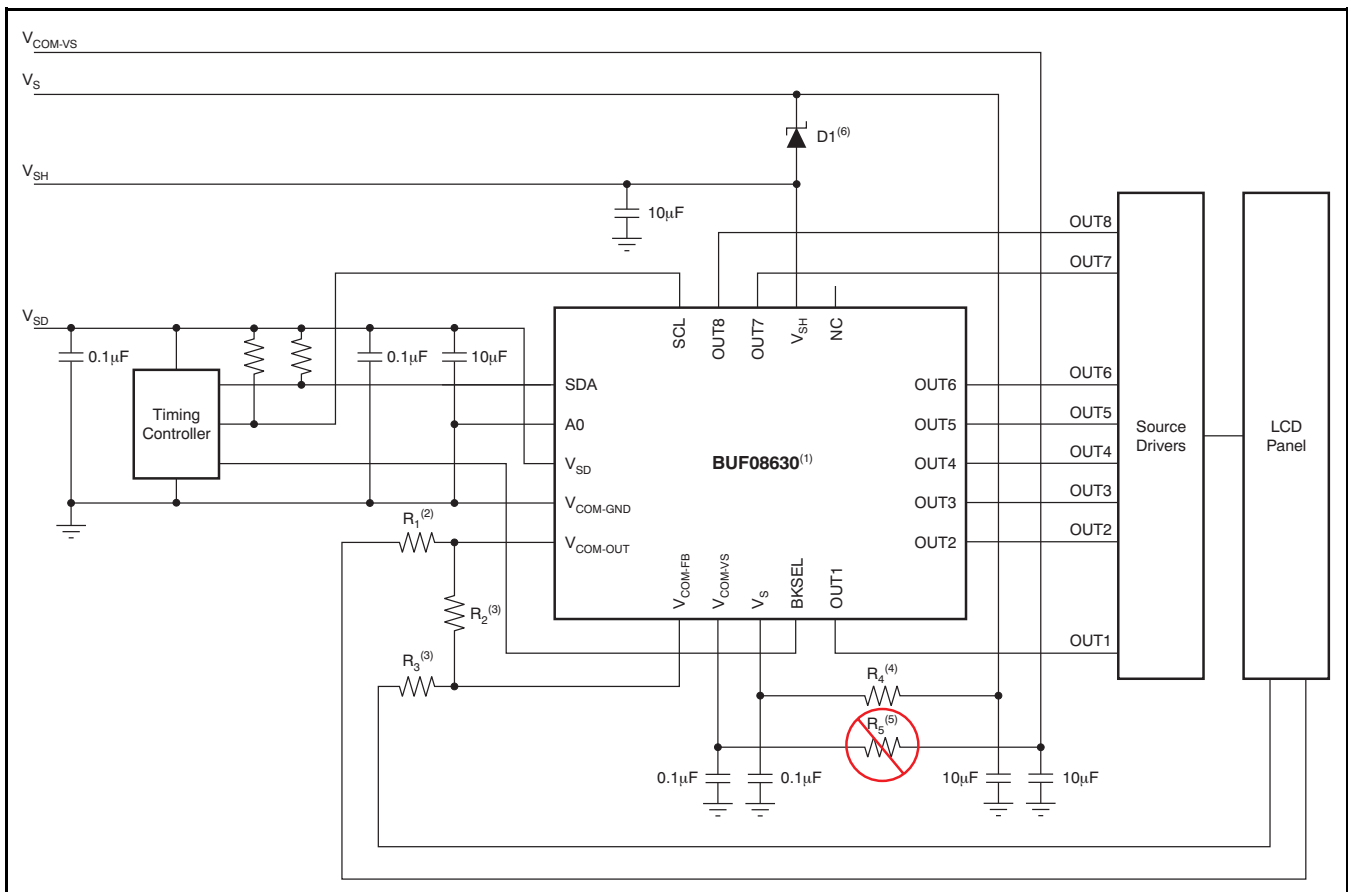 VCOM-VS
VS
D1(6)
VSH
10μF
OUT8
OUT7
VSD
0.1μF
0.1μF
10μF
SCL
OUT8
OUT7
VSH
NC
Timing
Controller
SDA
A0
VSD
VCOM-GND
VCOM-OUT
BUF08630(1)
OUT6
OUT5
OUT4
OUT3
OUT2
OUT6
OUT5
OUT4
OUT3
OUT2
Source
Drivers
LCD
Panel
R1(2)
R2(3)
R3(3)
VCOM-FB
VCOM-VS
VS
BKSEL
OUT1
OUT1
R4(4)
R5(5)
0.1μF
0.1μF
10μF
10μF